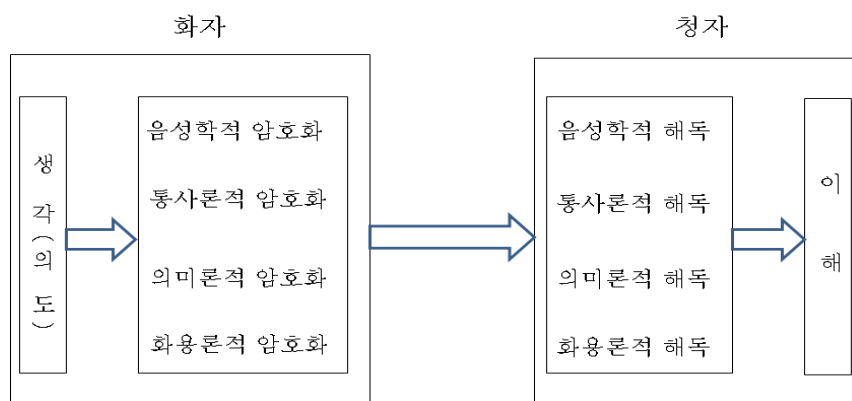 화자
생각(의도)
음성학적 암호화
통사론적 암호화
의미론적 암호화
화용론적 암호화
청자
음성학적 해독
통사론적 해독
의미론적 해독
화용론적 해독
이해